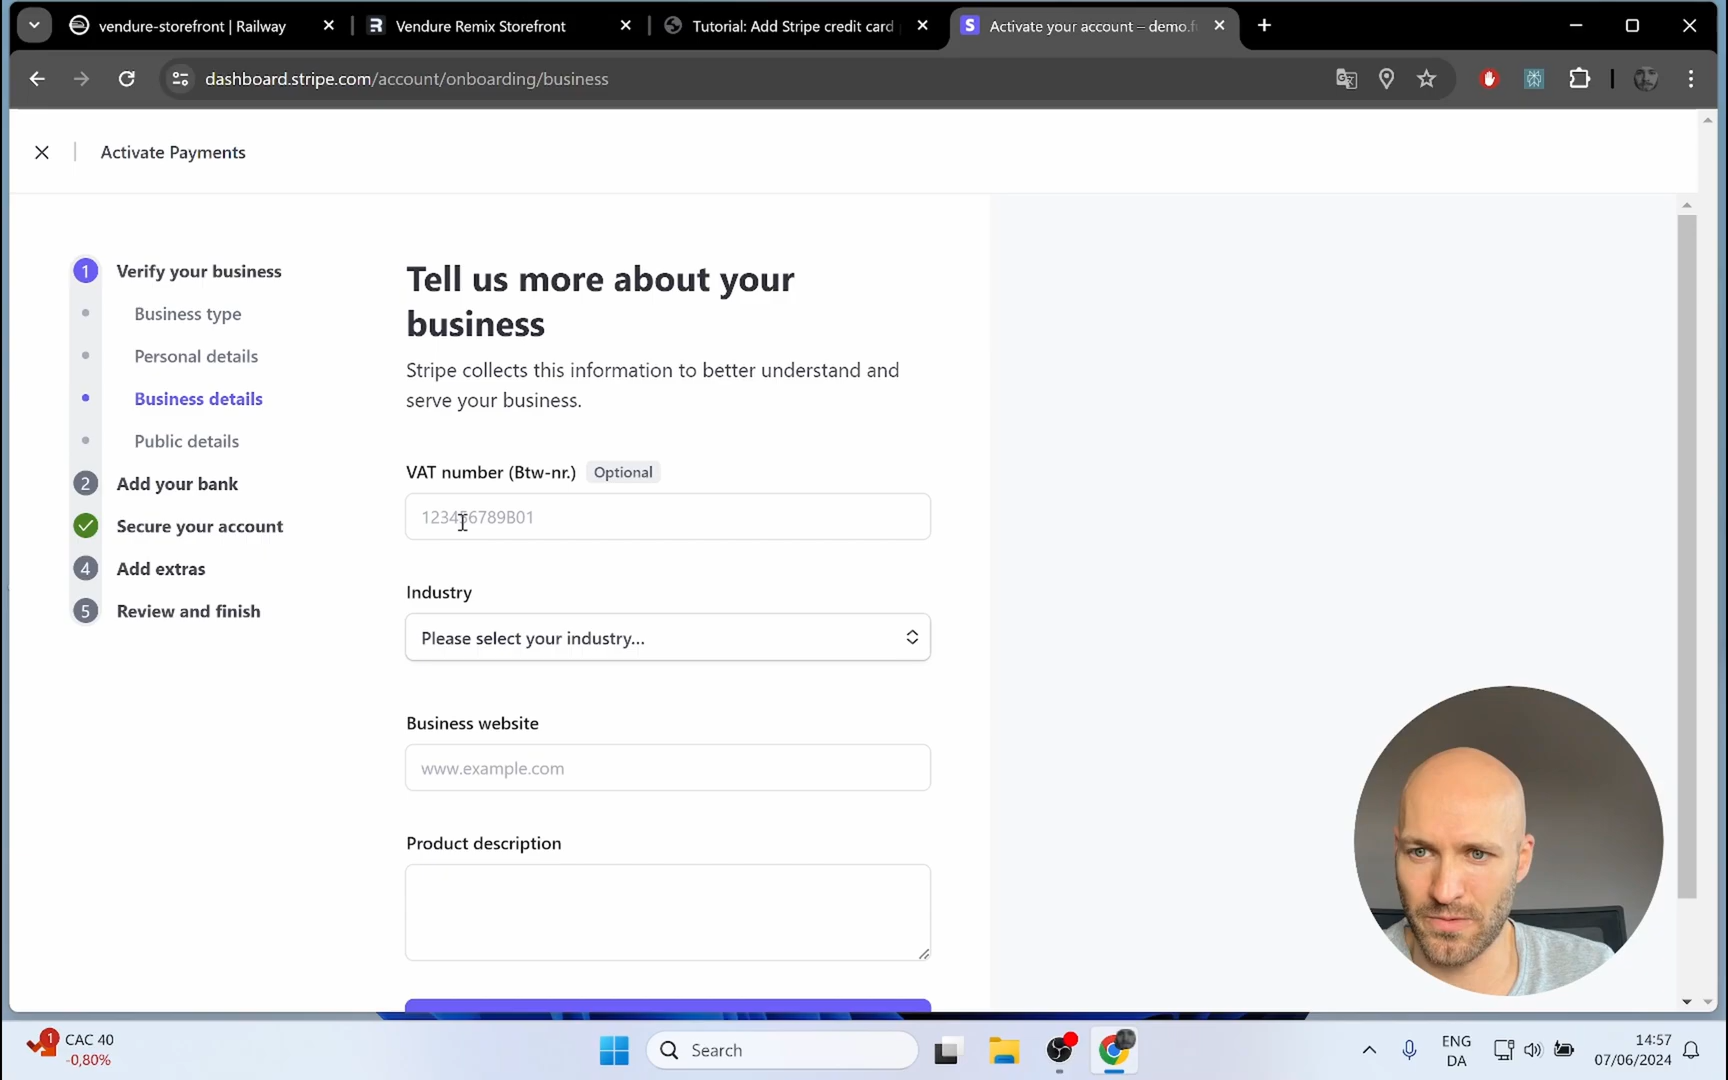 vendure-storefront | Railway
Vendure Remix Storefront
Tutorial: Add Stripe credit card
Activate your account – demo.f
dashboard.stripe.com/account/onboarding/business
Activate Payments
1 Verify your business
Business type
Personal details
Business details
Public details
2 Add your bank
Secure your account
4 Add extras
5 Review and finish
Tell us more about your
business
Stripe collects this information to better understand and
serve your business.
VAT number (Btw-nr.) Optional
123456789B01
Industry
Please select your industry...
Business website
www.example.com
Product description
1 CAC 40
-0,80%
Search
ENG
DA
14:57
07/06/2024